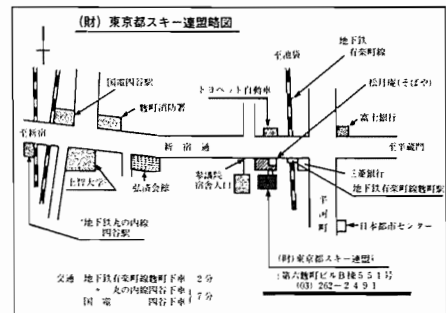 (財) 東京都スキー連盟略図
至池袋
地下鉄
有楽町線
国電四谷駅
麹町消防署
トヨペット自動車
松月庵(そばや)
富士銀行
至新宿
新宿通
至半蔵門
上智大学
弘済会館
参議院
宿舎入口
三菱銀行
地下鉄有楽町線麹町駅
地下鉄丸の内線
四谷駅
平河町
日本都市センター
(財)東京都スキー連盟
第六麹町ビルB棟551号
(03) 262-2491
交通 地下鉄有楽町線麹町下車 2分
〃 丸の内線四谷下車
国電 四谷下車 7分